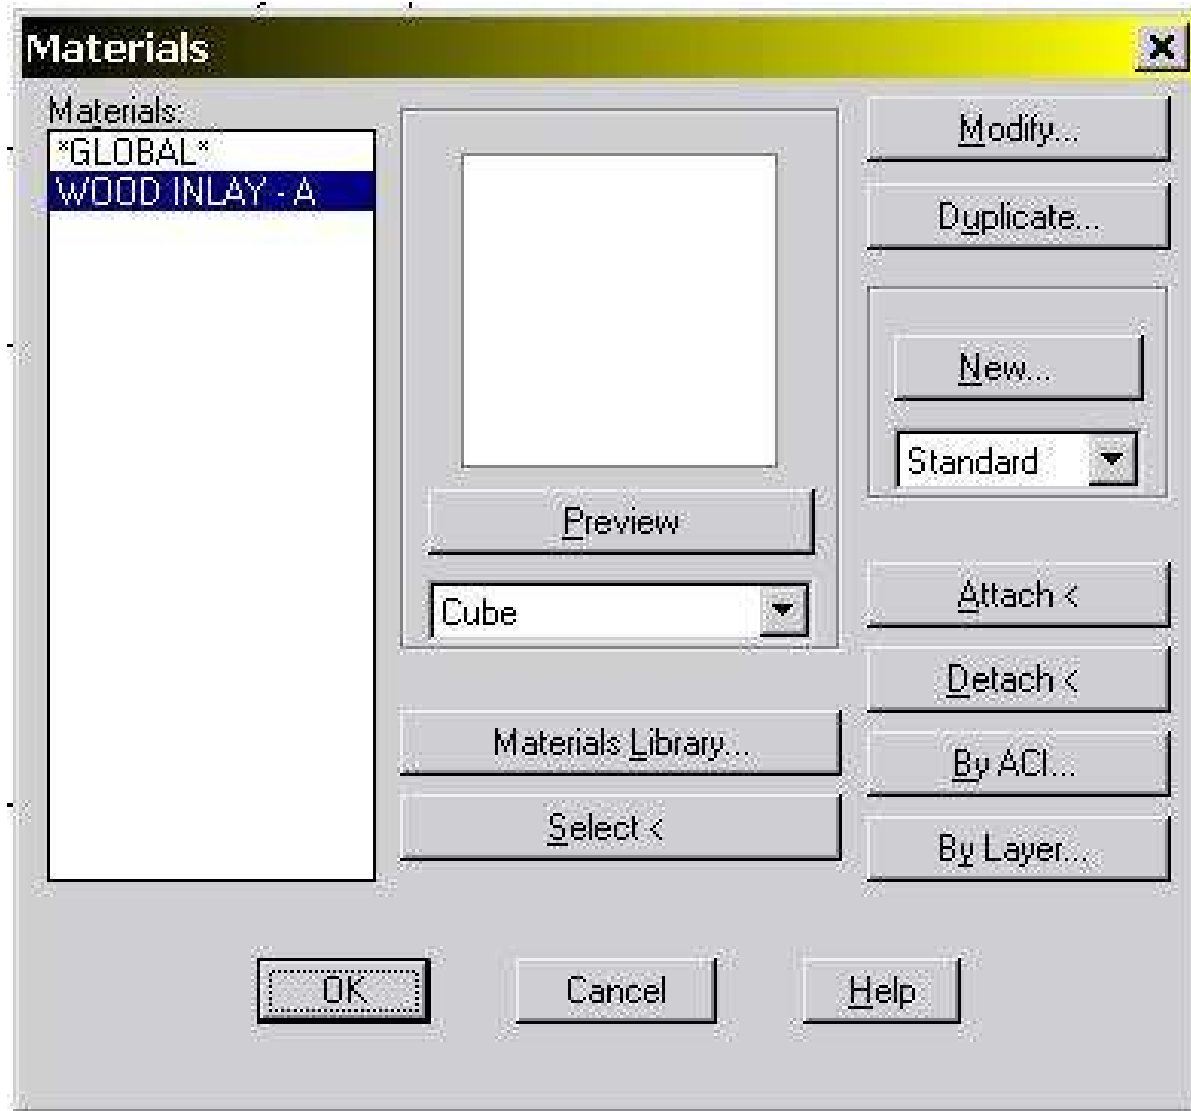 Materials
Materials:
*GLOBAL*
WOOD INLAY - A
Preview
Cube
Materials Library...
Select <
Modify...
Duplicate...
New...
Standard
Attach <
Detach <
By ACI...
By Layer...
OK
Cancel
Help